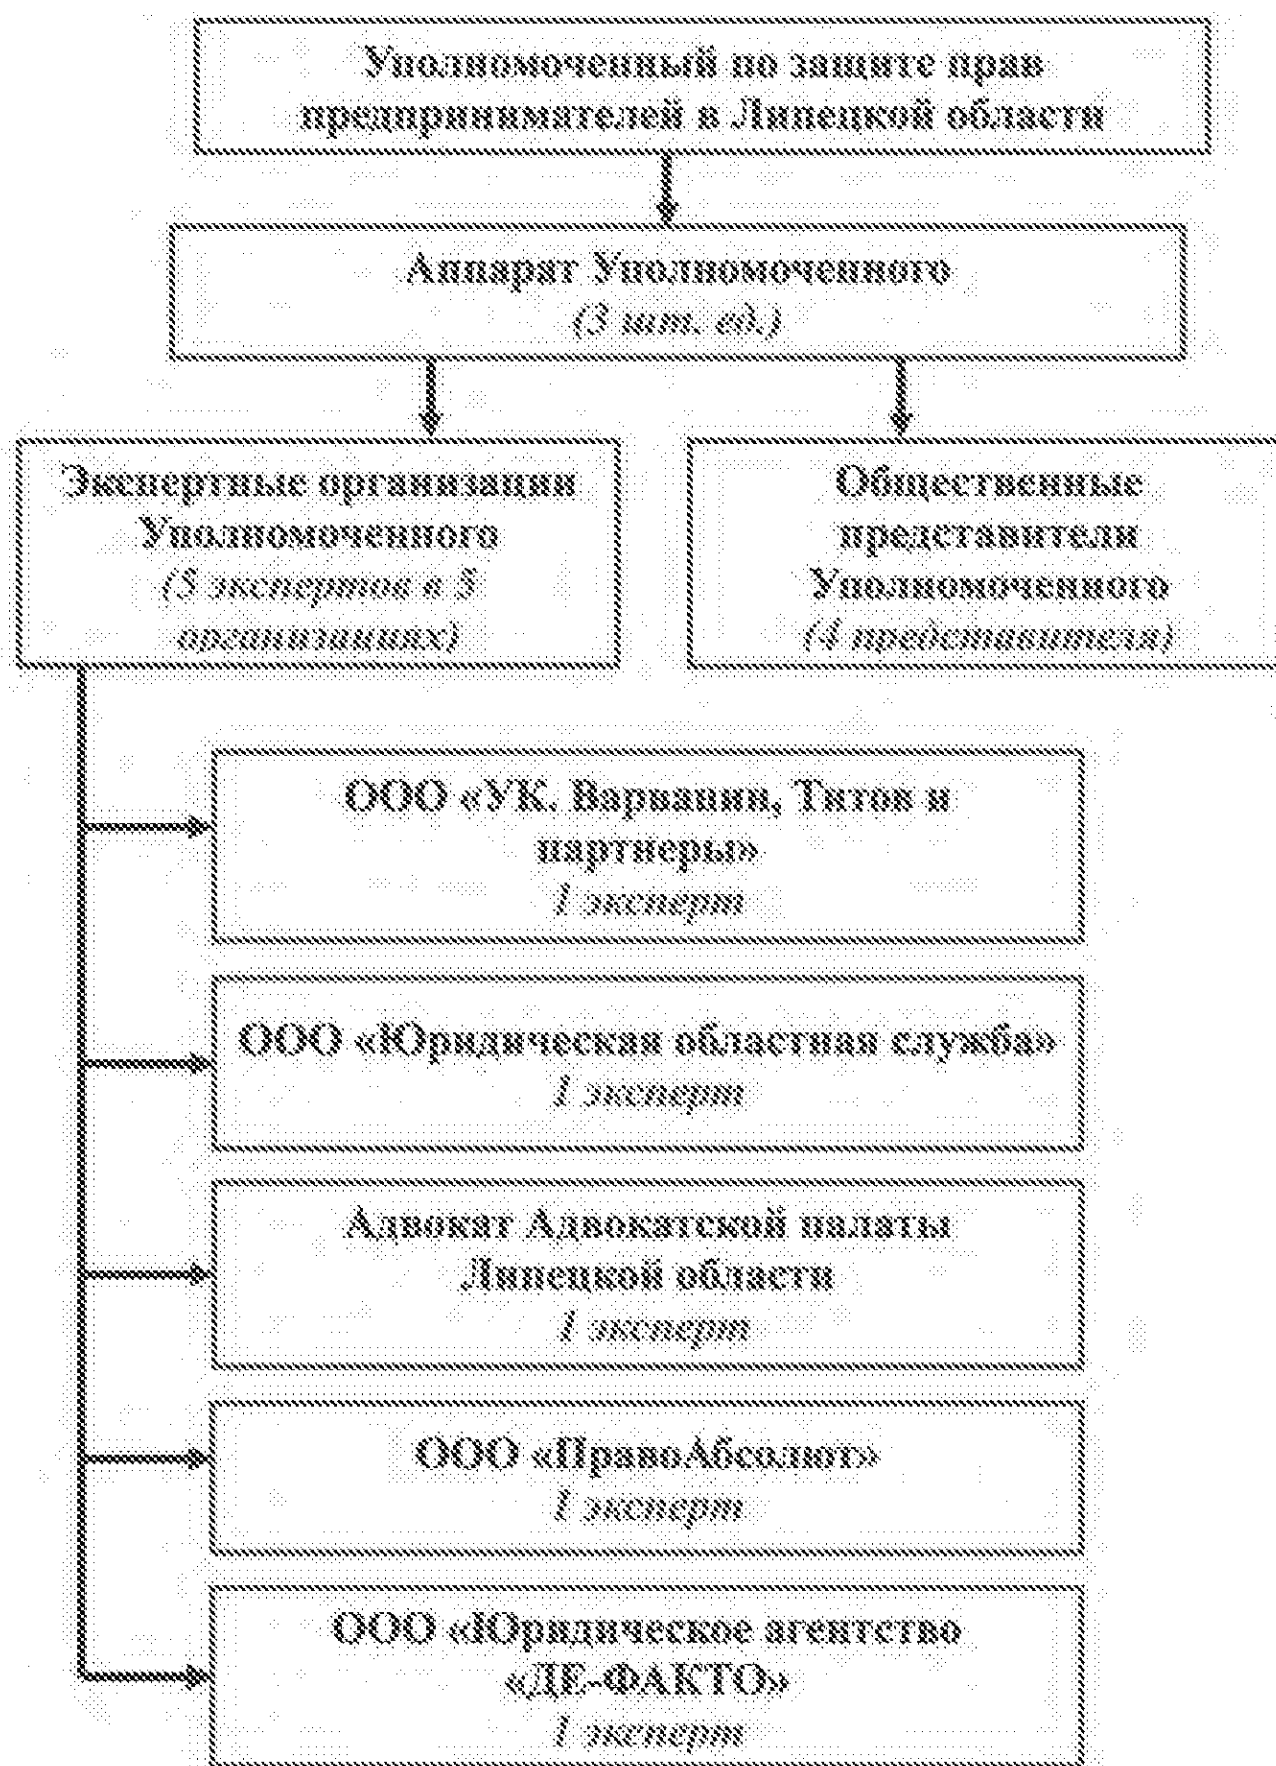 Уполномоченный по защите прав
предпринимателей в Липецкой области
Аппарат Уполномоченного
(3 шт. ед.)
Экспертные организации
Уполномоченного
(5 экспертов в 5
организациях)
Общественные
представители
Уполномоченного
(4 представителя)
ООО «УК. Варванин, Титов и
партнеры»
1 эксперт
ООО «Юридическая областная служба»
1 эксперт
Адвокат Адвокатской палаты
Липецкой области
1 эксперт
ООО «ПравоАбсолют»
1 эксперт
ООО «Юридическое агентство
«ДЕ-ФАКТО»
1 эксперт